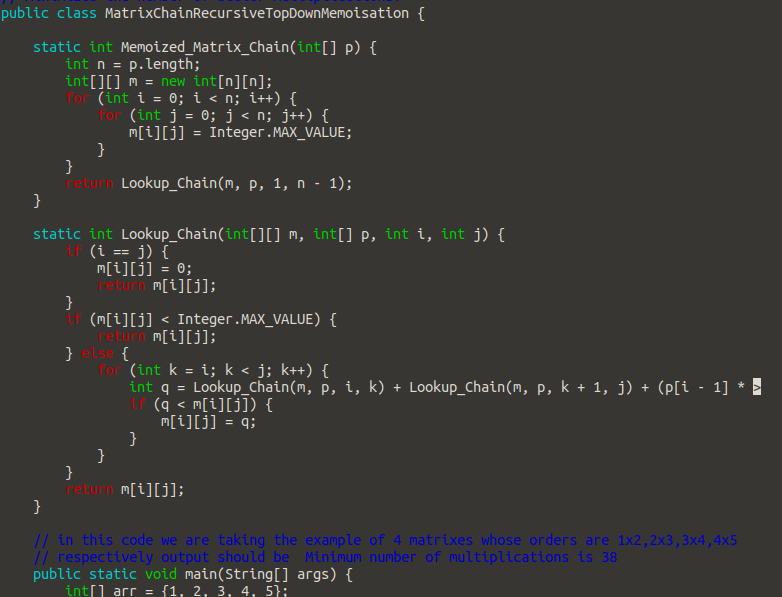 public class MatrixChainRecursiveTopDownMemoisation {
static int Memoized_Matrix_Chain(int[] p) {
int n = p.length;
int[][] m = new int[n][n];
for (int i = 0; i < n; i++) {
for (int j = 0; j < n; j++) {
m[i][j] = Integer.MAX_VALUE;
}
}
return Lookup_Chain(m, p, 1, n - 1);
}
static int Lookup_Chain(int[][] m, int[] p, int i, int j) {
if (i == j) {
m[i][j] = 0;
return m[i][j];
}
if (m[i][j] < Integer.MAX_VALUE) {
return m[i][j];
} else {
for (int k = i; k < j; k++) {
int q = Lookup_Chain(m, p, i, k) + Lookup_Chain(m, p, k + 1, j) + (p[i - 1] * >
if (q < m[i][j]) {
m[i][j] = q;
}
}
}
return m[i][j];
}
// in this code we are taking the example of 4 matrixes whose orders are 1x2,2x3,3x4,4x5
// respectively output should be  Minimum number of multiplications is 38
public static void main(String[] args) {
int[] arr = {1, 2, 3, 4, 5};